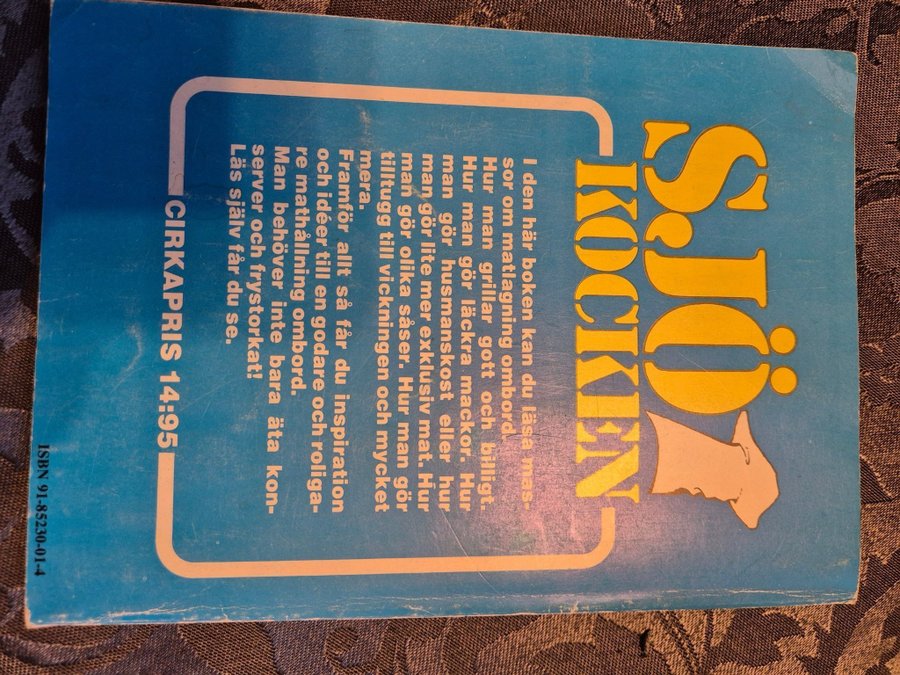 SJÖ
KOCKEN
I den här boken kan du läsa mas-
sor om matlagning ombord.
Hur man grillar gott och billigt.
Hur man gör läckra mackor. Hur
man gör husmanskost eller hur
man gör lite mer exklusiv mat. Hur
man gör olika såser. Hur man gör
tilltugg till vickningen och mycket
mera.
Framför allt så får du inspiration
och idéer till en godare och roliga-
re mathållning ombord.
Man behöver inte bara äta kon-
server och frystorkat!
Läs själv får du se.
CIRKAPRIS 14:95
ISBN 91-85230-01-4